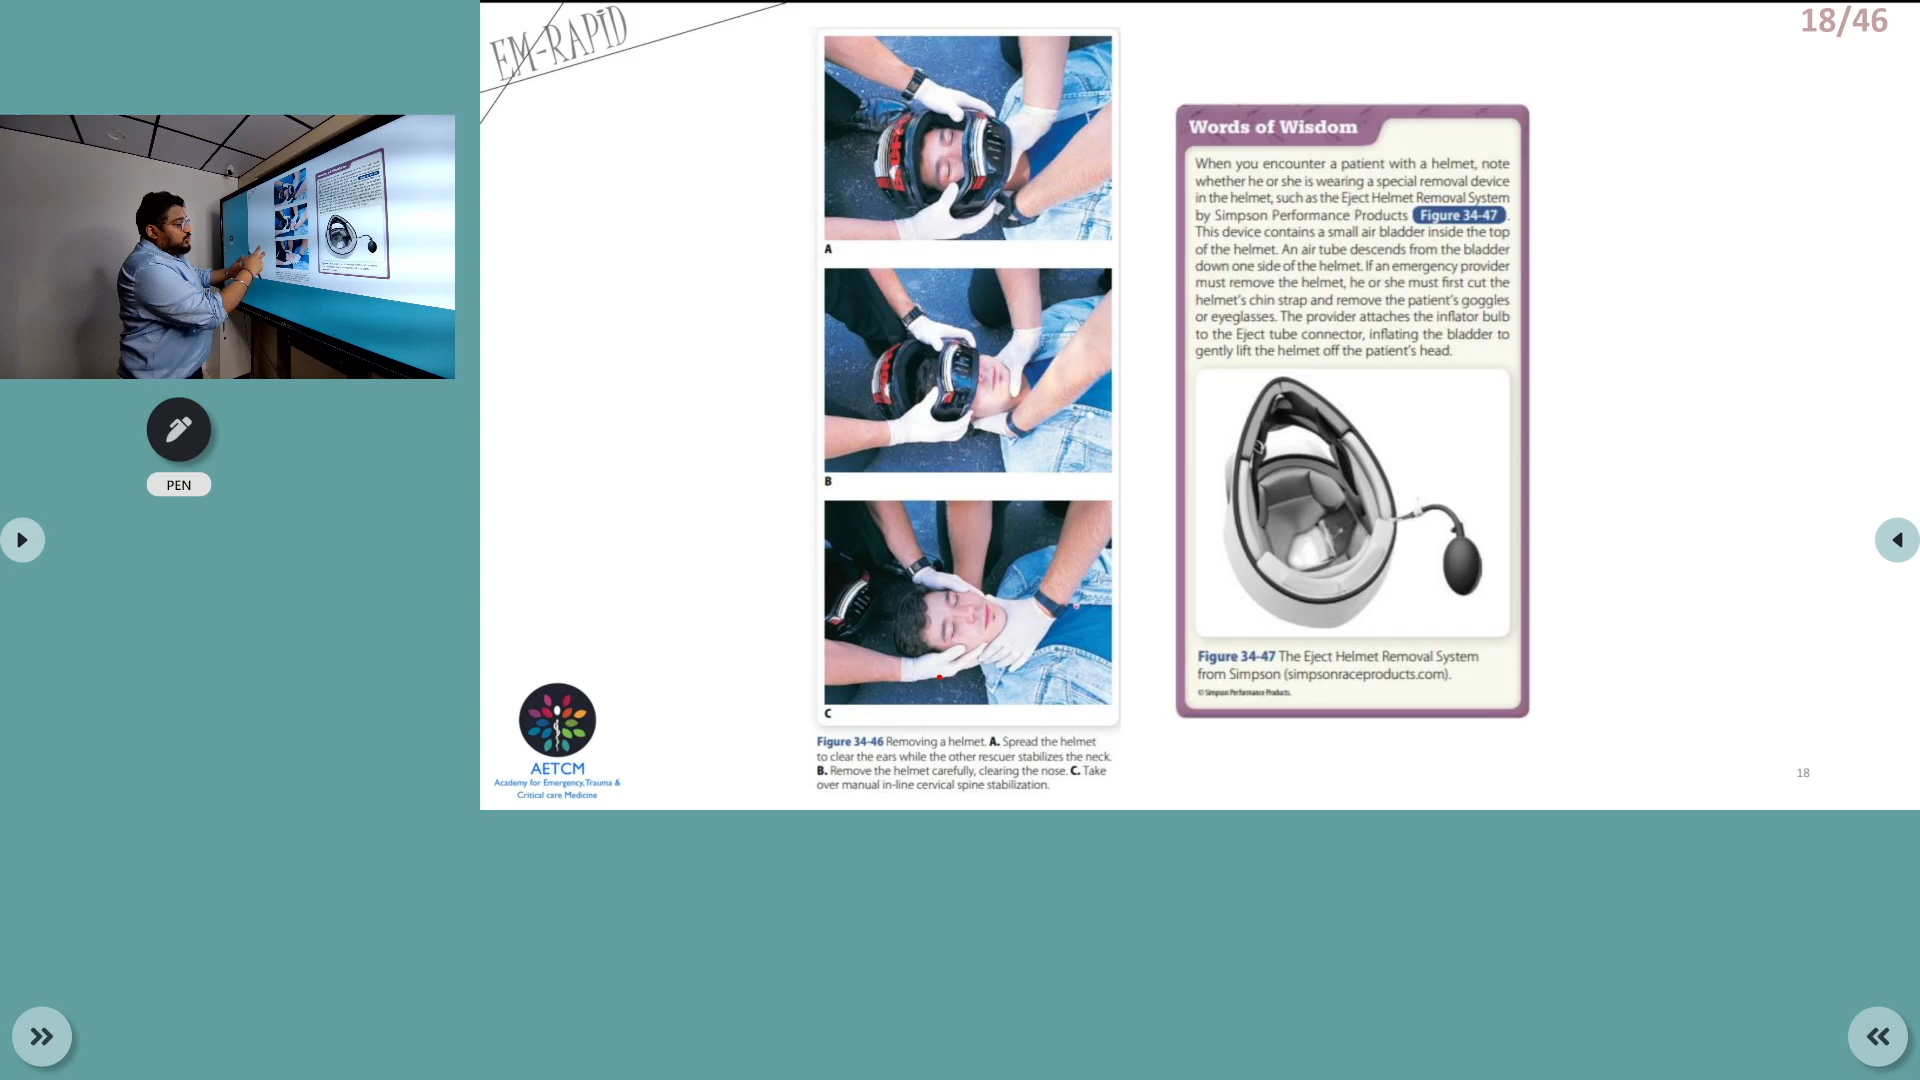 EM-RAPiD
18/46
PEN
A
B
C
Figure 34-46 Removing a helmet. A. Spread the helmet
to clear the ears while the other rescuer stabilizes the neck.
B. Remove the helmet carefully, clearing the nose. C. Take
over manual in-line cervical spine stabilization.
Words of Wisdom
When you encounter a patient with a helmet, note
whether he or she is wearing a special removal device
in the helmet, such as the Eject Helmet Removal System
by Simpson Performance Products Figure 34-47.
This device contains a small air bladder inside the top
of the helmet. An air tube descends from the bladder
down one side of the helmet. If an emergency provider
must remove the helmet, he or she must first cut the
helmet's chin strap and remove the patient's goggles
or eyeglasses. The provider attaches the inflator bulb
to the Eject tube connector, inflating the bladder to
gently lift the helmet off the patient's head.
Figure 34-47 The Eject Helmet Removal System
from Simpson (simpsonraceproducts.com).
© Simpson Performance Products.
AETCM
Academy for Emergency,Trauma &
Critical care Medicine
18